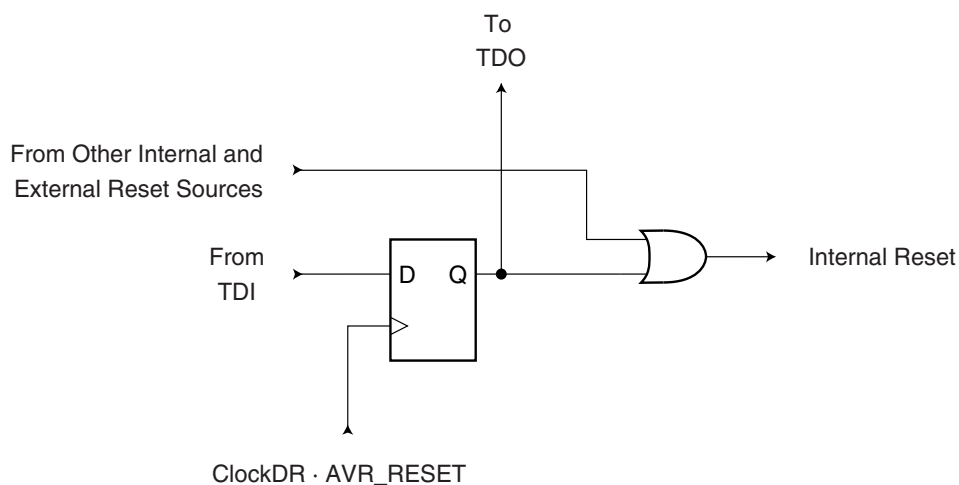 To
TDO
From Other Internal and
External Reset Sources
From
TDI
D
Q
Internal Reset
ClockDR · AVR_RESET